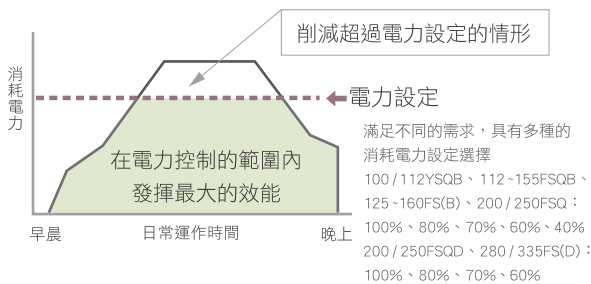 削減超過電力設定的情形
消耗電力
電力設定
在電力控制的範圍內
發揮最大的效能
早晨
日常運作時間
晚上
滿足不同的需求，具有多種的
消耗電力設定選擇
100 / 112YSQB、112 ~155FSQB、
125 ~160FS(B)、200 / 250FSQ：
100%、80%、70%、60%、40%
200 / 250FSQD、280 / 335FS(D)：
100%、80%、70%、60%